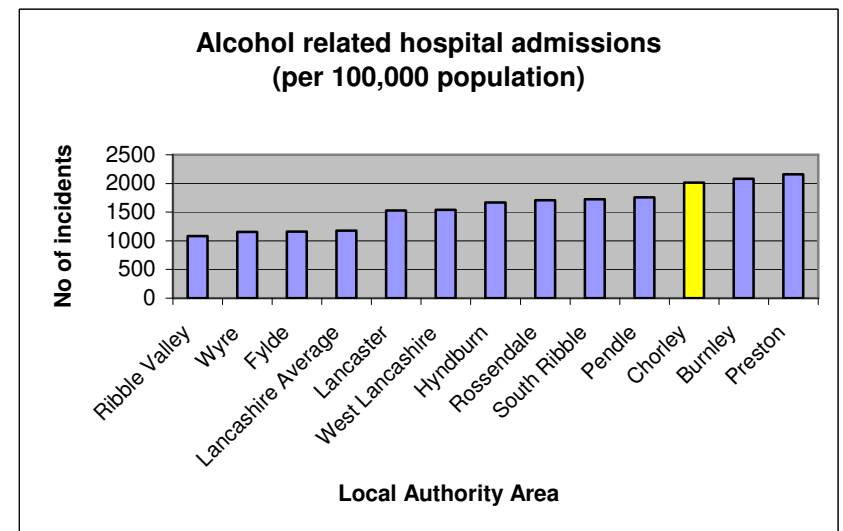 Alcohol related hospital admissions
(per 100,000 population)
No of incidents
2500
2000
1500
1000
500
0
Ribble Valley
Wyre
Fylde
Lancashire Average
Lancaster
West Lancashire
Hyndburn
Rossendale
South Ribble
Pendle
Chorley
Burnley
Preston
Local Authority Area